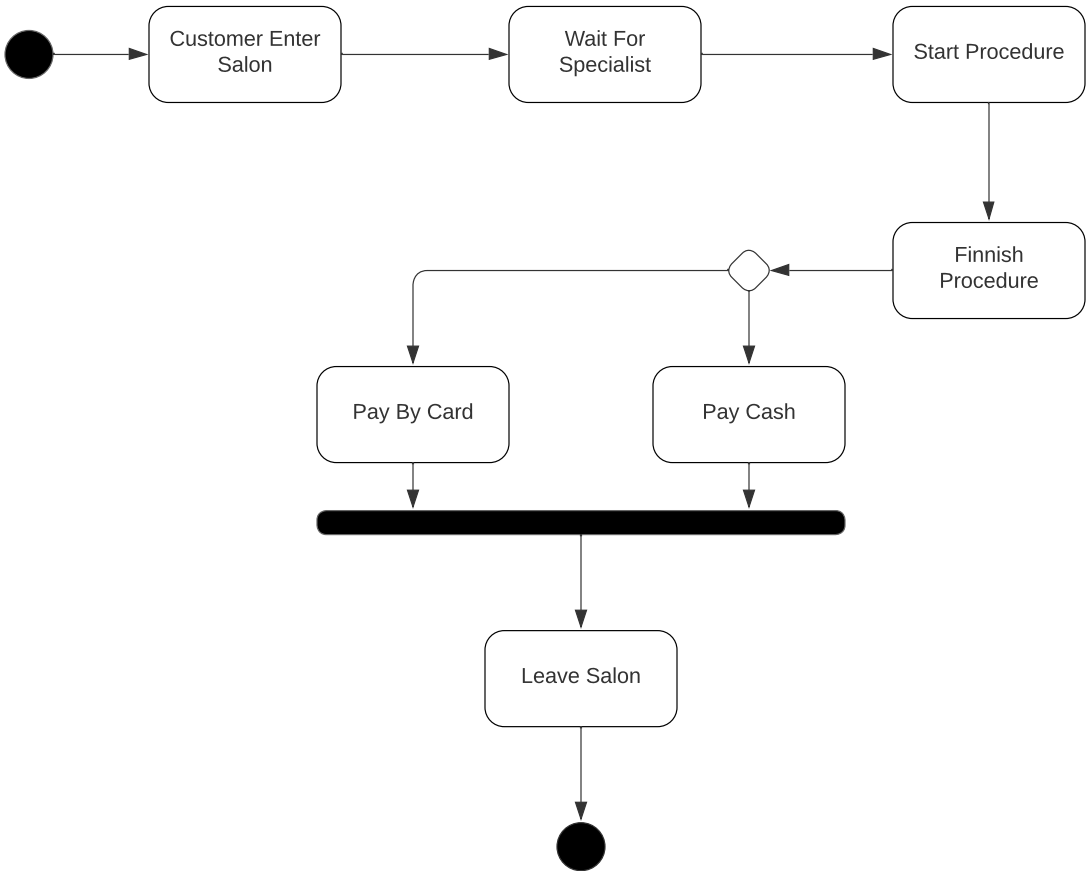 Customer Enter
Salon
Wait For
Specialist
Start Procedure
Finnish
Procedure
Pay By Card
Pay Cash
Leave Salon